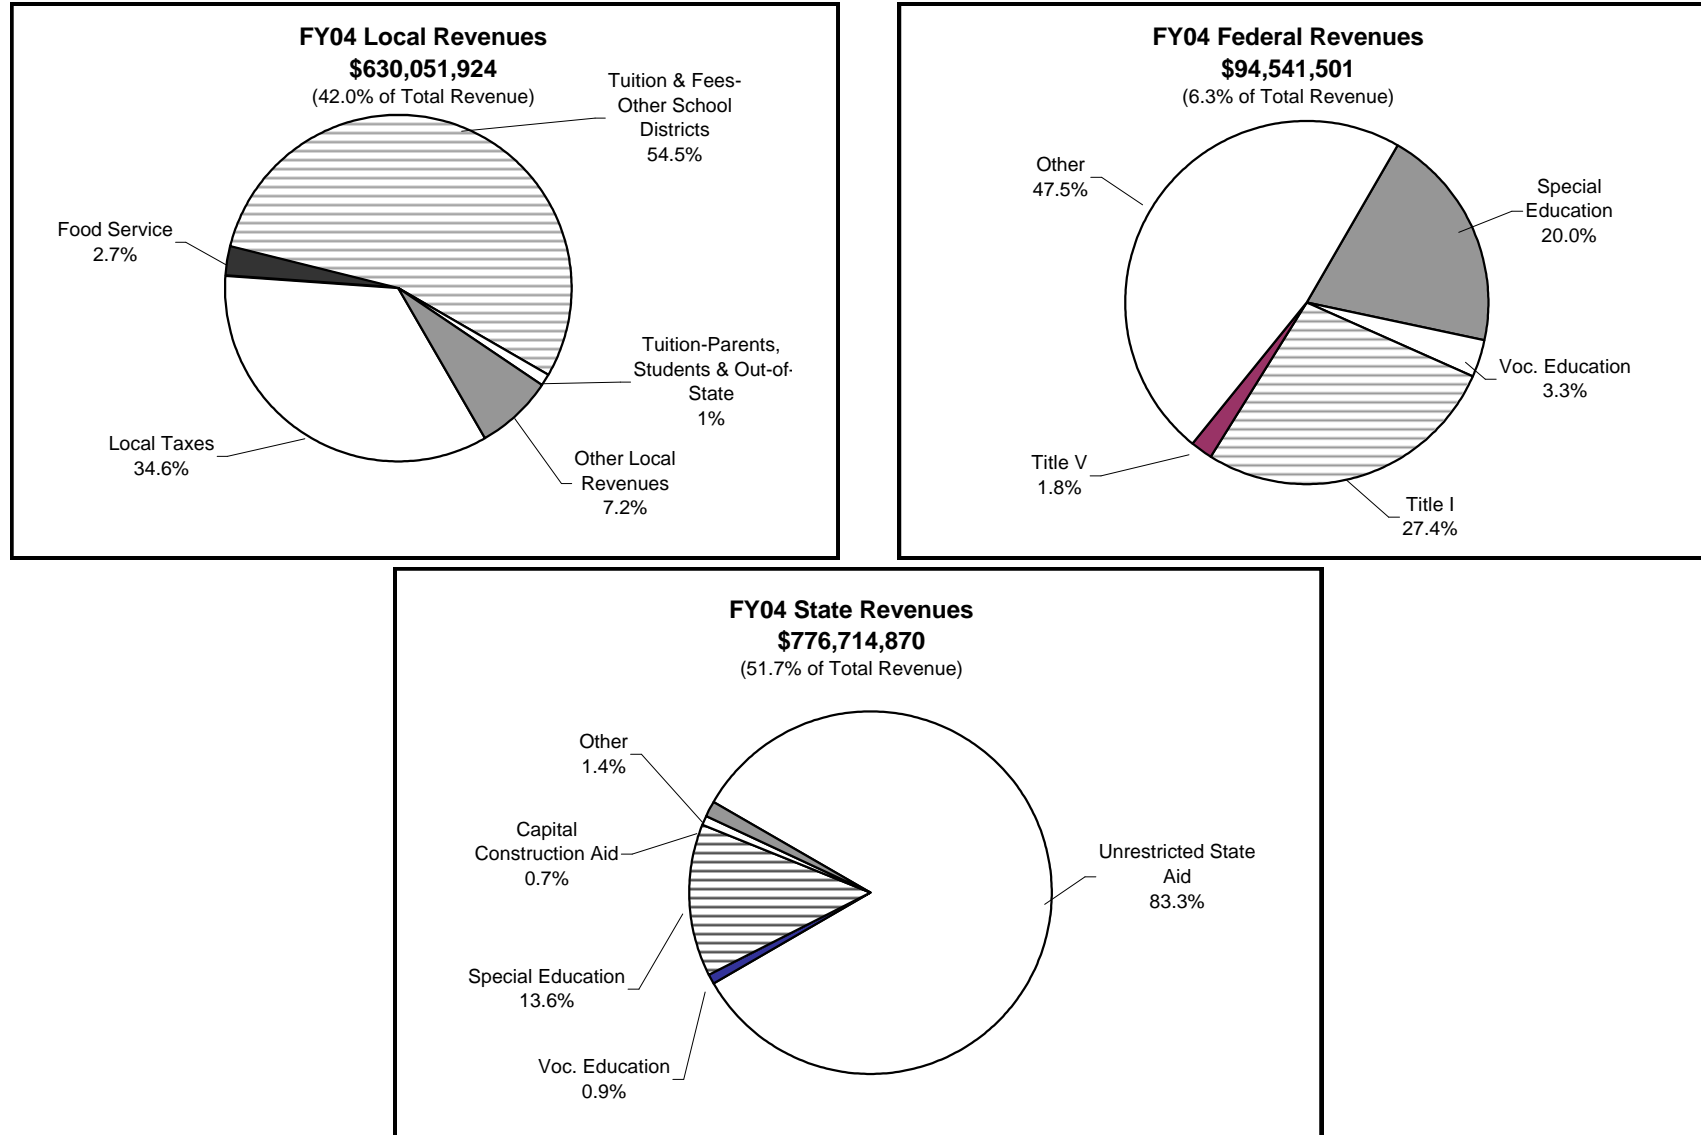 FY04 Local Revenues
$630,051,924
(42.0% of Total Revenue)
Tuition & Fees-
Other School
Districts
54.5%
Food Service
2.7%
Tuition-Parents,
Students & Out-of-
State
1%
Local Taxes
34.6%
Other Local
Revenues
7.2%
FY04 Federal Revenues
$94,541,501
(6.3% of Total Revenue)
Other
47.5%
Special
Education
20.0%
Voc. Education
3.3%
Title V
1.8%
Title I
27.4%
FY04 State Revenues
$776,714,870
(51.7% of Total Revenue)
Other
1.4%
Capital
Construction Aid
0.7%
Unrestricted State
Aid
83.3%
Special Education
13.6%
Voc. Education
0.9%